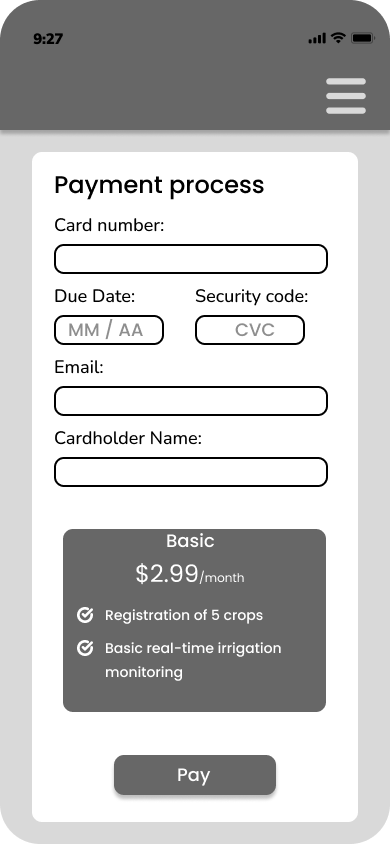 9:27
Payment process
Card number:
Due Date: Security code:
MM / AA CVC
Email:
Cardholder Name:
Basic
$2.99/month
Registration of 5 crops
Basic real-time irrigation
monitoring
Pay